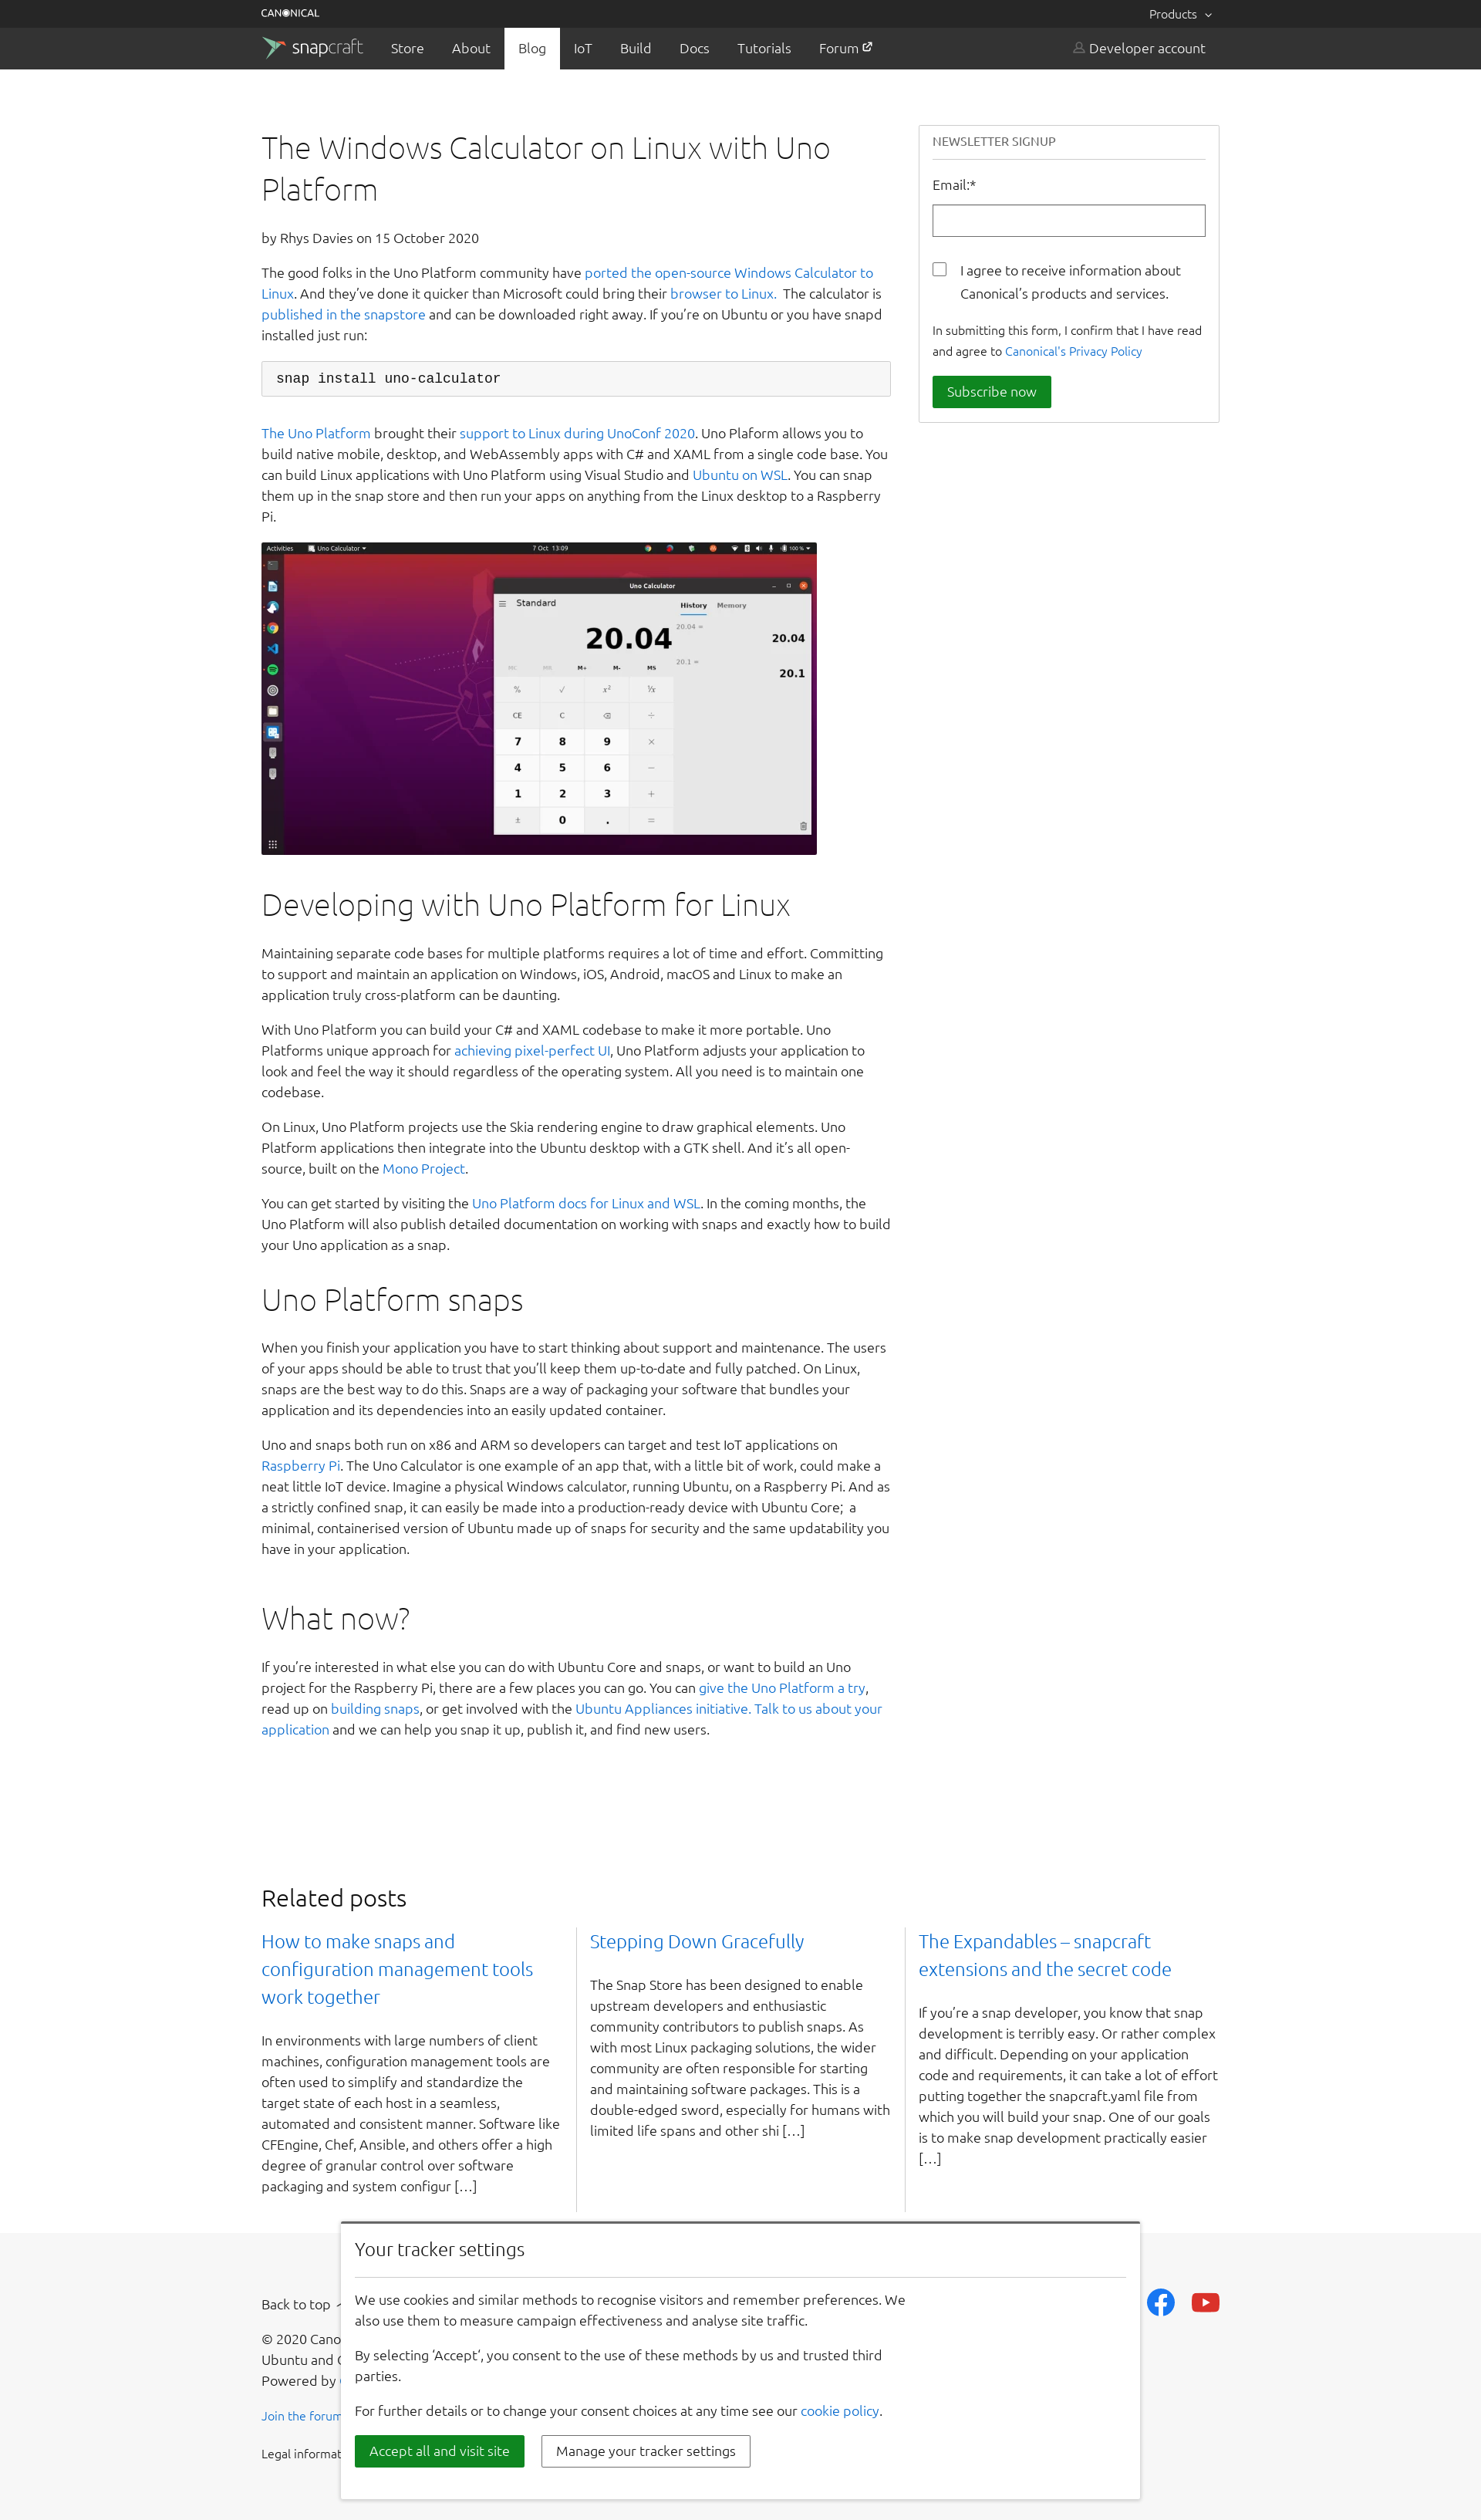 CANONICAL
Products
snapcraft
Store
About
Blog
IoT
Build
Docs
Tutorials
Forum
Developer account
The Windows Calculator on Linux with Uno
Platform
by Rhys Davies on 15 October 2020
The good folks in the Uno Platform community have ported the open-source Windows Calculator to
Linux. And they’ve done it quicker than Microsoft could bring their browser to Linux.  The calculator is
published in the snapstore and can be downloaded right away. If you’re on Ubuntu or you have snapd
installed just run:
snap install uno-calculator
The Uno Platform brought their support to Linux during UnoConf 2020. Uno Plaform allows you to
build native mobile, desktop, and WebAssembly apps with C# and XAML from a single code base. You
can build Linux applications with Uno Platform using Visual Studio and Ubuntu on WSL. You can snap
them up in the snap store and then run your apps on anything from the Linux desktop to a Raspberry
Pi.
Activities
Uno Calculator
7 Oct 13:09
100 %
Uno Calculator
Standard
History
Memory
20.04
20.04 =
20.04
20.1 =
20.1
MC
MR
M+
M-
MS
% √ x² ¹/x
CE C ÷
7 8 9 ×
4 5 6 −
1 2 3 +
± 0 . =
Developing with Uno Platform for Linux
Maintaining separate code bases for multiple platforms requires a lot of time and effort. Committing
to support and maintain an application on Windows, iOS, Android, macOS and Linux to make an
application truly cross-platform can be daunting.
With Uno Platform you can build your C# and XAML codebase to make it more portable. Uno
Platforms unique approach for achieving pixel-perfect UI, Uno Platform adjusts your application to
look and feel the way it should regardless of the operating system. All you need is to maintain one
codebase.
On Linux, Uno Platform projects use the Skia rendering engine to draw graphical elements. Uno
Platform applications then integrate into the Ubuntu desktop with a GTK shell. And it’s all open-
source, built on the Mono Project.
You can get started by visiting the Uno Platform docs for Linux and WSL. In the coming months, the
Uno Platform will also publish detailed documentation on working with snaps and exactly how to build
your Uno application as a snap.
Uno Platform snaps
When you finish your application you have to start thinking about support and maintenance. The users
of your apps should be able to trust that you’ll keep them up-to-date and fully patched. On Linux,
snaps are the best way to do this. Snaps are a way of packaging your software that bundles your
application and its dependencies into an easily updated container.
Uno and snaps both run on x86 and ARM so developers can target and test IoT applications on
Raspberry Pi. The Uno Calculator is one example of an app that, with a little bit of work, could make a
neat little IoT device. Imagine a physical Windows calculator, running Ubuntu, on a Raspberry Pi. And as
a strictly confined snap, it can easily be made into a production-ready device with Ubuntu Core;  a
minimal, containerised version of Ubuntu made up of snaps for security and the same updatability you
have in your application.
What now?
If you’re interested in what else you can do with Ubuntu Core and snaps, or want to build an Uno
project for the Raspberry Pi, there are a few places you can go. You can give the Uno Platform a try,
read up on building snaps, or get involved with the Ubuntu Appliances initiative. Talk to us about your
application and we can help you snap it up, publish it, and find new users.
NEWSLETTER SIGNUP
Email:*
I agree to receive information about
Canonical’s products and services.
In submitting this form, I confirm that I have read
and agree to Canonical’s Privacy Policy
Subscribe now
Related posts
How to make snaps and
configuration management tools
work together
In environments with large numbers of client
machines, configuration management tools are
often used to simplify and standardize the
target state of each host in a seamless,
automated and consistent manner. Software like
CFEngine, Chef, Ansible, and others offer a high
degree of granular control over software
packaging and system configur […]
Stepping Down Gracefully
The Snap Store has been designed to enable
upstream developers and enthusiastic
community contributors to publish snaps. As
with most Linux packaging solutions, the wider
community are often responsible for starting
and maintaining software packages. This is a
double-edged sword, especially for humans with
limited life spans and other shi […]
The Expandables – snapcraft
extensions and the secret code
If you’re a snap developer, you know that snap
development is terribly easy. Or rather complex
and difficult. Depending on your application
code and requirements, it can take a lot of effort
putting together the snapcraft.yaml file from
which you will build your snap. One of our goals
is to make snap development practically easier
[…]
Back to top
© 2020 Cano
Ubuntu and
Powered by
Join the forum
Legal informat
Your tracker settings
We use cookies and similar methods to recognise visitors and remember preferences. We
also use them to measure campaign effectiveness and analyse site traffic.
By selecting ‘Accept‘, you consent to the use of these methods by us and trusted third
parties.
For further details or to change your consent choices at any time see our cookie policy.
Accept all and visit site
Manage your tracker settings